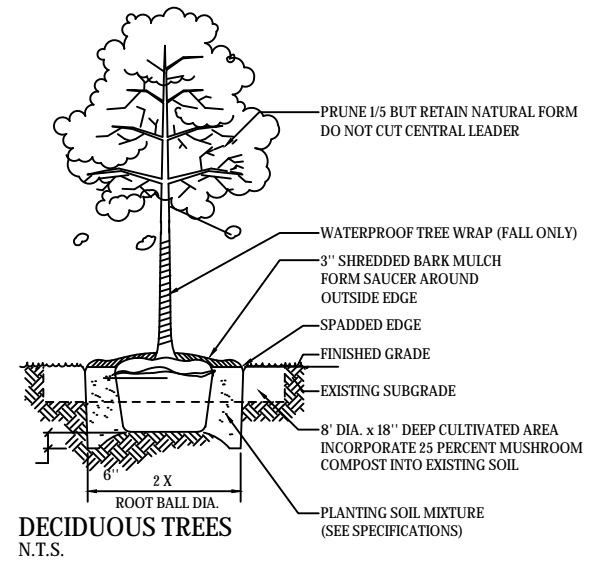 PRUNE 1/5 BUT RETAIN NATURAL FORM
DO NOT CUT CENTRAL LEADER
WATERPROOF TREE WRAP (FALL ONLY)
3'' SHREDDED BARK MULCH
FORM SAUCER AROUND
OUTSIDE EDGE
SPADDED EDGE
FINISHED GRADE
EXISTING SUBGRADE
8' DIA. x 18'' DEEP CULTIVATED AREA
INCORPORATE 25 PERCENT MUSHROOM
COMPOST INTO EXISTING SOIL
6''
2 X
ROOT BALL DIA.
PLANTING SOIL MIXTURE
(SEE SPECIFICATIONS)
DECIDUOUS TREES
N.T.S.